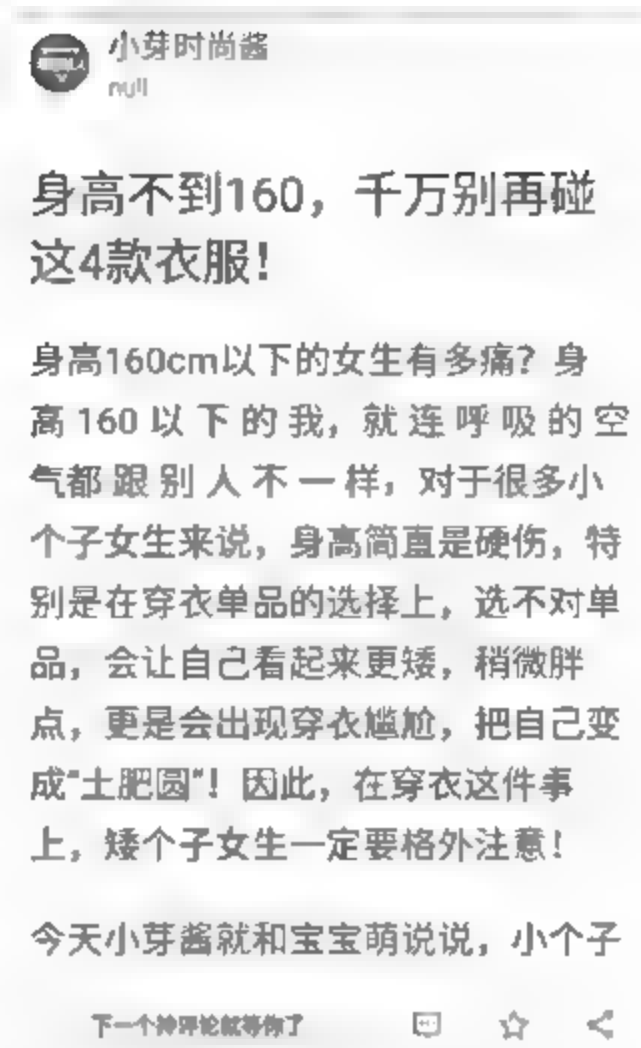 小芽时尚酱
null
身高不到160，千万别再碰
这4款衣服！
身高160cm以下的女生有多痛？身
高160以下的我，就连呼吸的空
气都跟别人不一样，对于很多小
个子女生来说，身高简直是硬伤，特
别是在穿衣单品的选择上，选不对单
品，会让自己看起来更矮，稍微胖
点，更是会出现穿衣尴尬，把自己变
成“土肥圆”！因此，在穿衣这件事
上，矮个子女生一定要格外注意！
今天小芽酱就和宝宝萌说说，小个子
下一个神评论就等你了